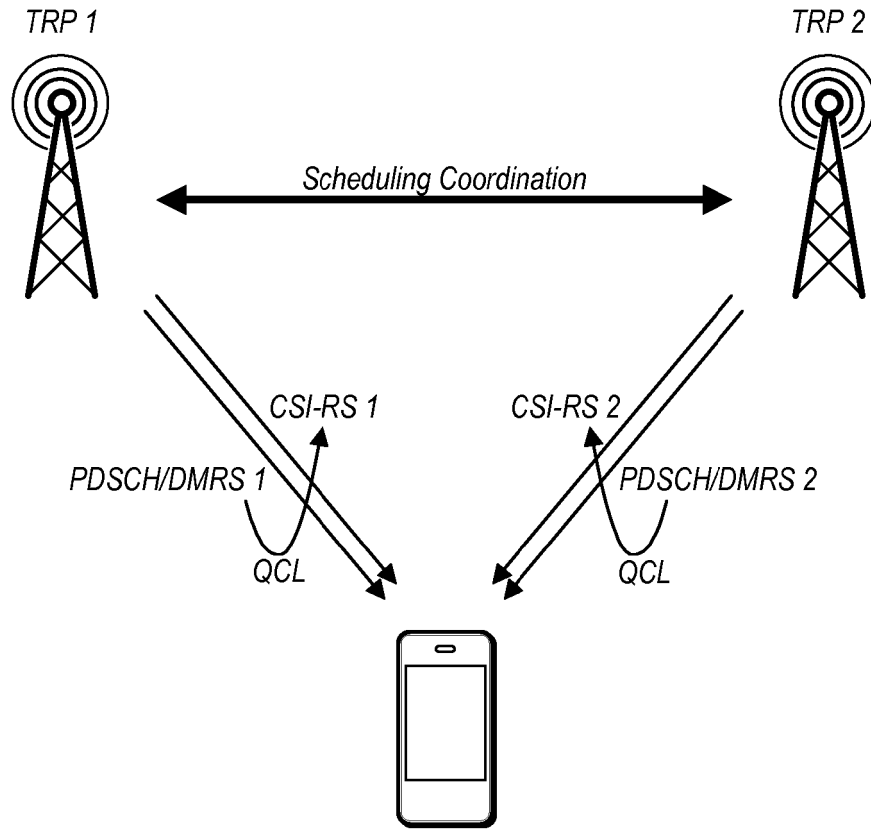 TRP 1
TRP 2
Scheduling Coordination
CSI-RS 1
CSI-RS 2
PDSCH/DMRS 1
PDSCH/DMRS 2
QCL
QCL